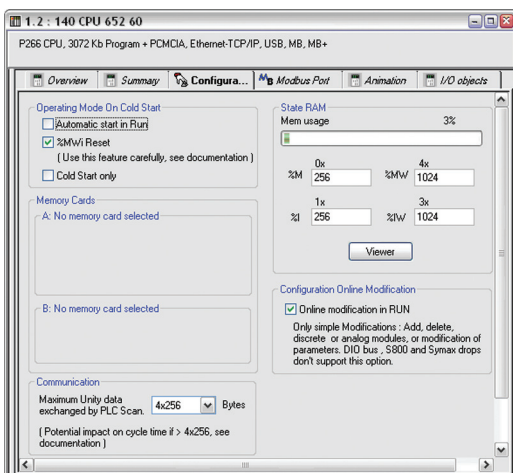 1.2 : 140 CPU 652 60
P266 CPU, 3072 Kb Program + PCMCIA, Ethernet-TCP/IP, USB, MB, MB+
Overview Summary Configura... MB Modbus Port Animation I/O objects
Operating Mode On Cold Start
Automatic start in Run
%MWi Reset
( Use this feature carefully, see documentation )
Cold Start only
Memory Cards
A: No memory card selected
B: No memory card selected
Communication
Maximum Unity data
exchanged by PLC Scan. 4x256 Bytes
( Potential impact on cycle time if > 4x256, see
documentation )
State RAM
Mem usage 3%
0x 4x
%M 256 %MW 1024
1x 3x
%I 256 %IW 1024
Viewer
Configuration Online Modification
Online modification in RUN
Only simple Modifications : Add, delete,
discrete or analog modules, or modification of
parameters. DIO bus , S800 and Symax drops
don't support this option.